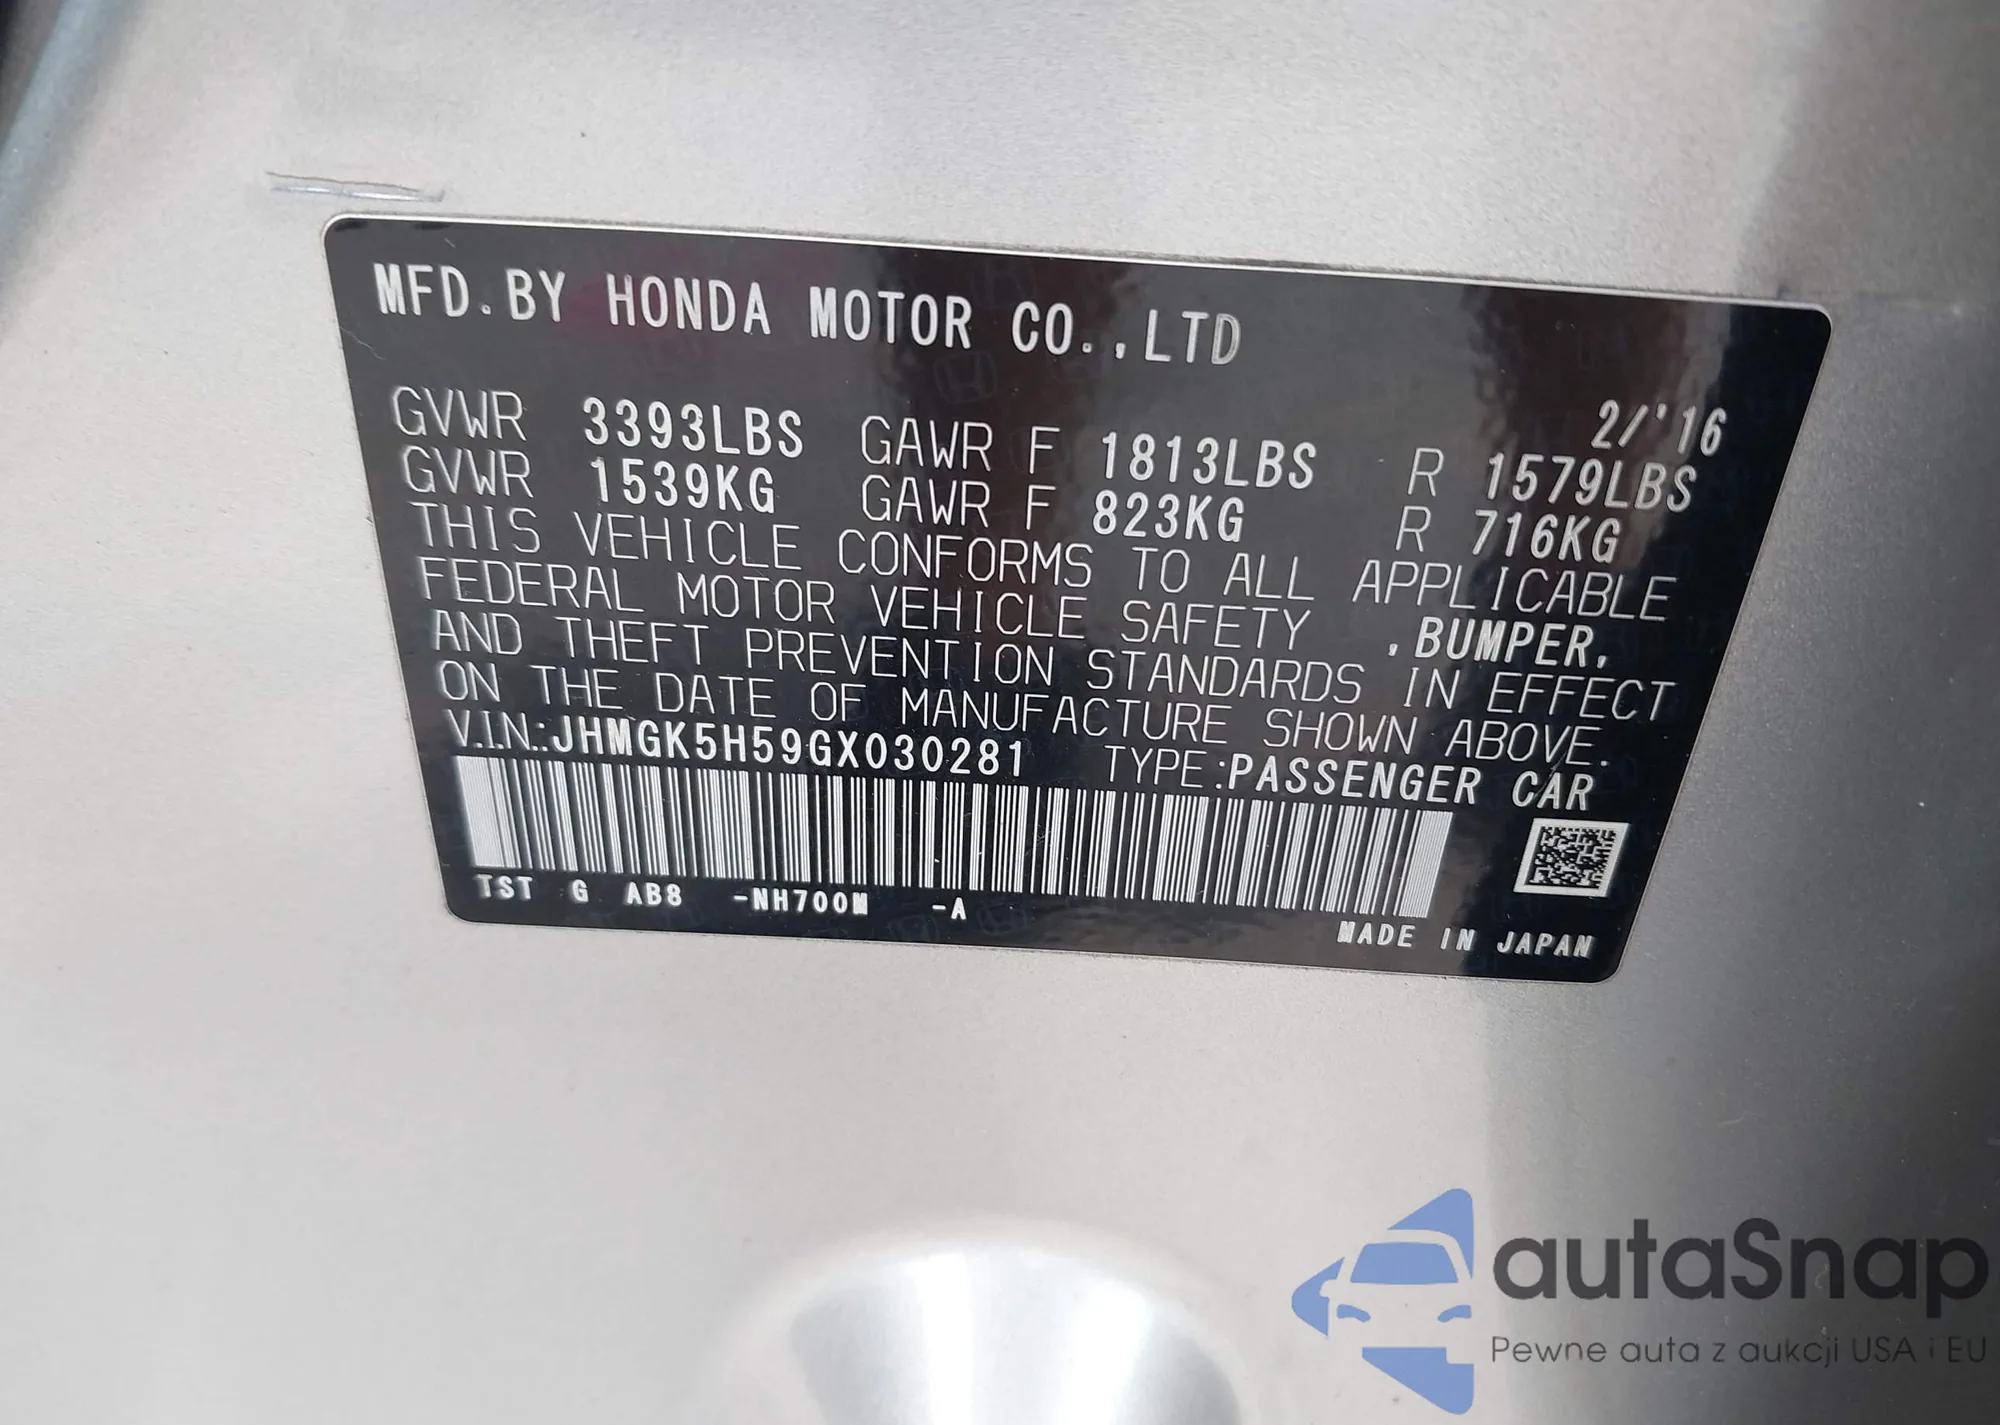 MFD.BY HONDA MOTOR CO.,LTD
2/'16
GVWR 3393LBS GAWR F 1813LBS R 1579LBS
GVWR 1539KG GAWR F 823KG R 716KG
THIS VEHICLE CONFORMS TO ALL APPLICABLE
FEDERAL MOTOR VEHICLE SAFETY ,BUMPER,
AND THEFT PREVENTION STANDARDS IN EFFECT
ON THE DATE OF MANUFACTURE SHOWN ABOVE.
V.I.N.:JHMGK5H59GX030281 TYPE:PASSENGER CAR
TST G AB8 -NH700M -A
MADE IN JAPAN
autaSnap
Pewne auta z aukcji USA i EU